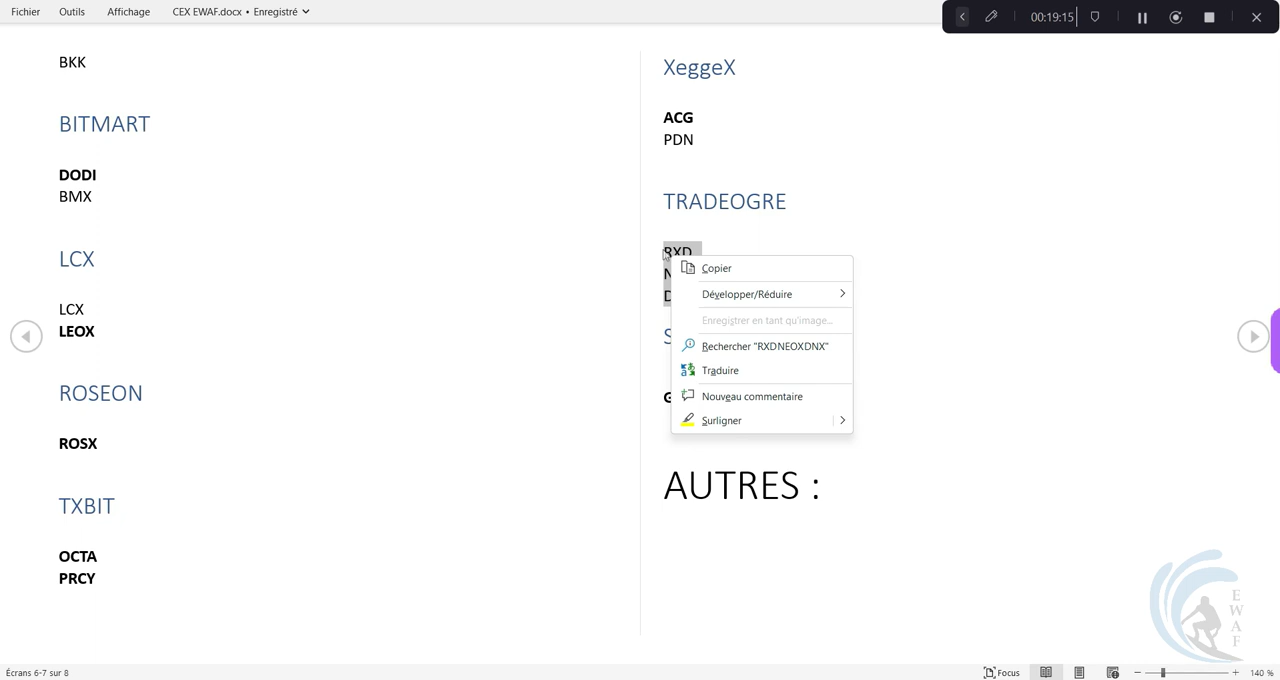 Fichier Outils Affichage CEX EWAF.docx • Enregistré
00:19:15
BKK
BITMART
DODI
BMX
LCX
LCX
LEOX
ROSEON
ROSX
TXBIT
OCTA
PRCY
XeggeX
ACG
PDN
TRADEOGRE
RXD
N
D
S
G
Copier
Développer/Réduire
Enregistrer en tant qu'image...
Rechercher "RXDNEOXDNX"
Traduire
Nouveau commentaire
Surligner
AUTRES :
E
W
A
F
Écrans 6-7 sur 8
Focus
140 %